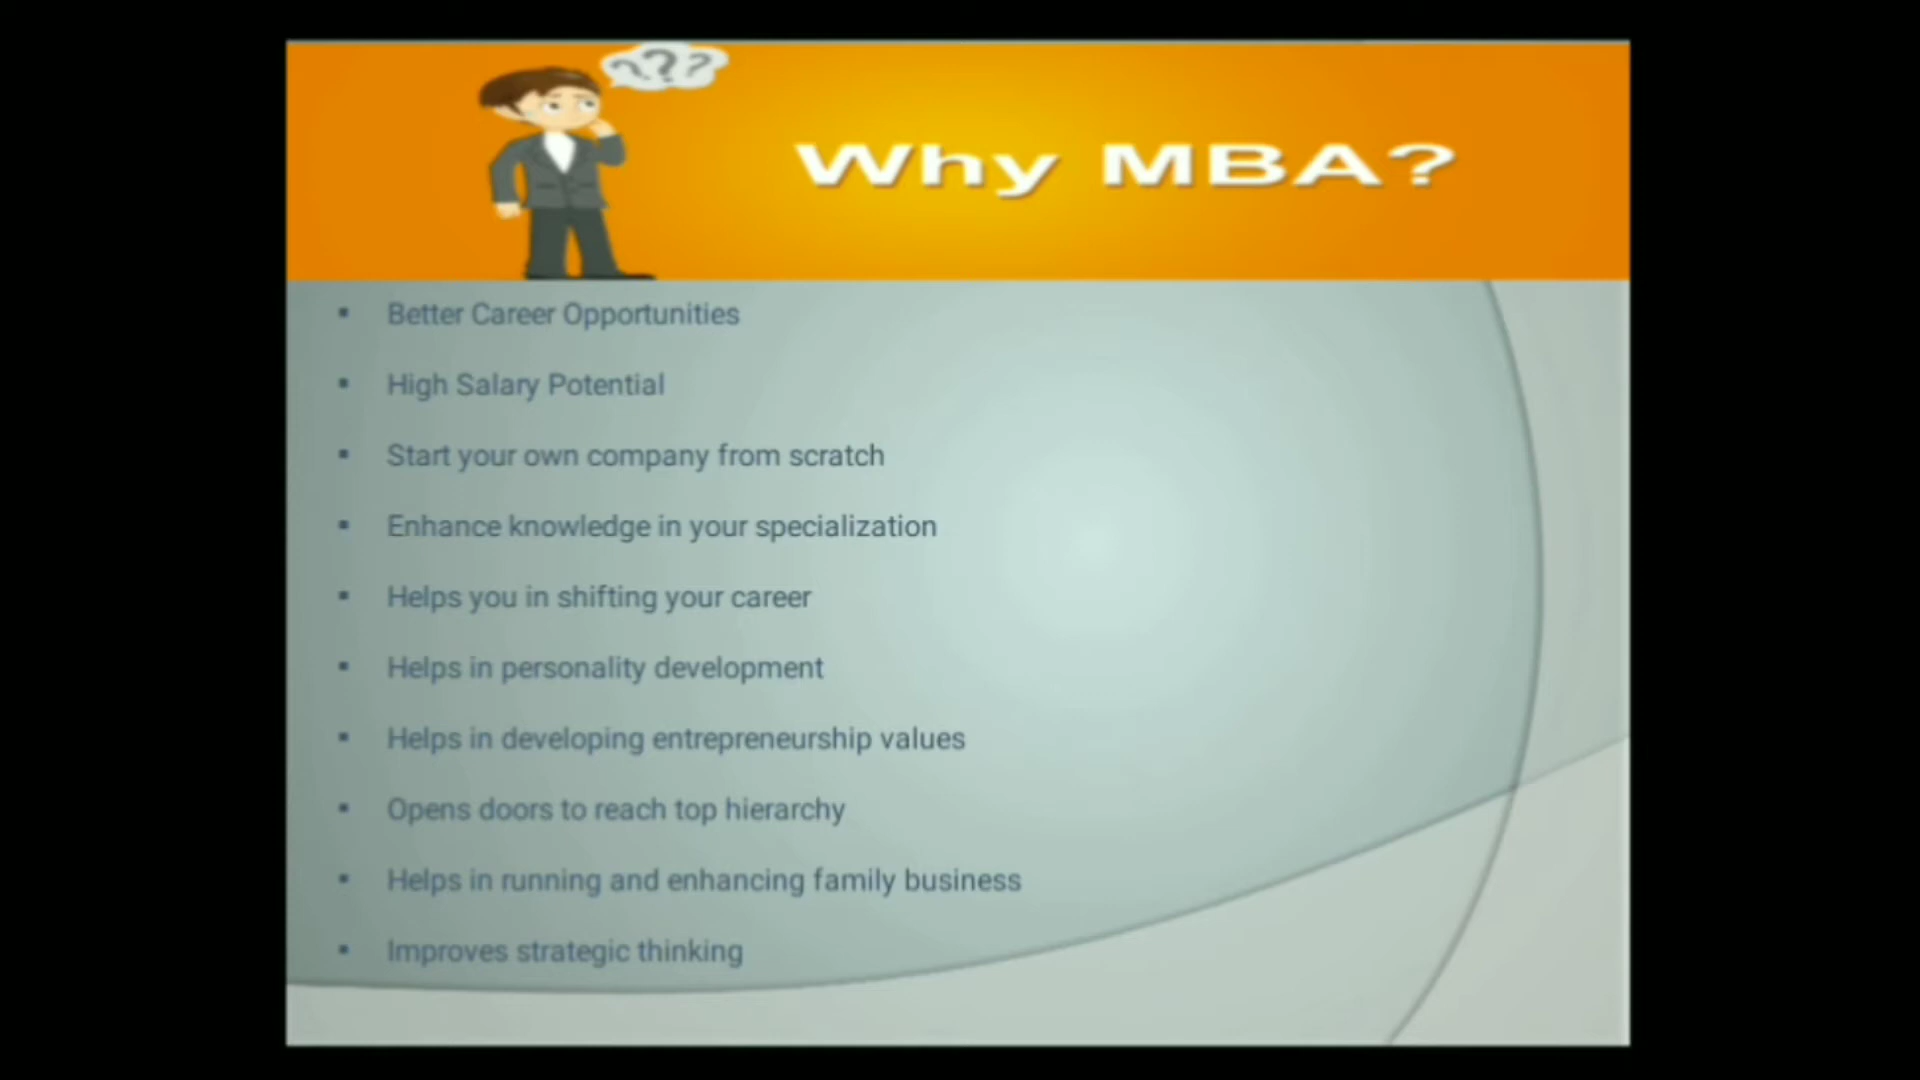 ???
Why MBA?
▪ Better Career Opportunities
▪ High Salary Potential
▪ Start your own company from scratch
▪ Enhance knowledge in your specialization
▪ Helps you in shifting your career
▪ Helps in personality development
▪ Helps in developing entrepreneurship values
▪ Opens doors to reach top hierarchy
▪ Helps in running and enhancing family business
▪ Improves strategic thinking